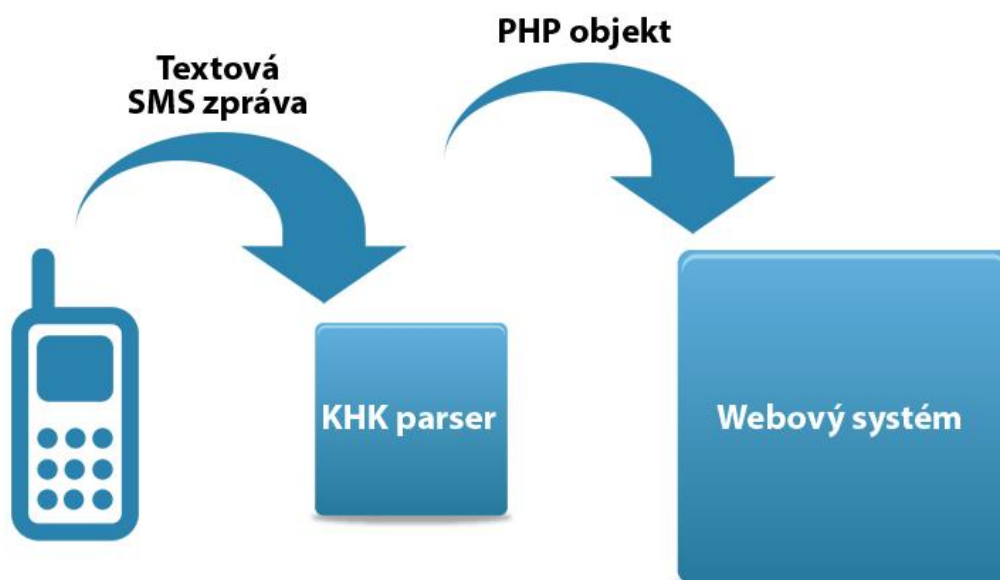 Textová
SMS zpráva
PHP objekt
KHK parser
Webový systém